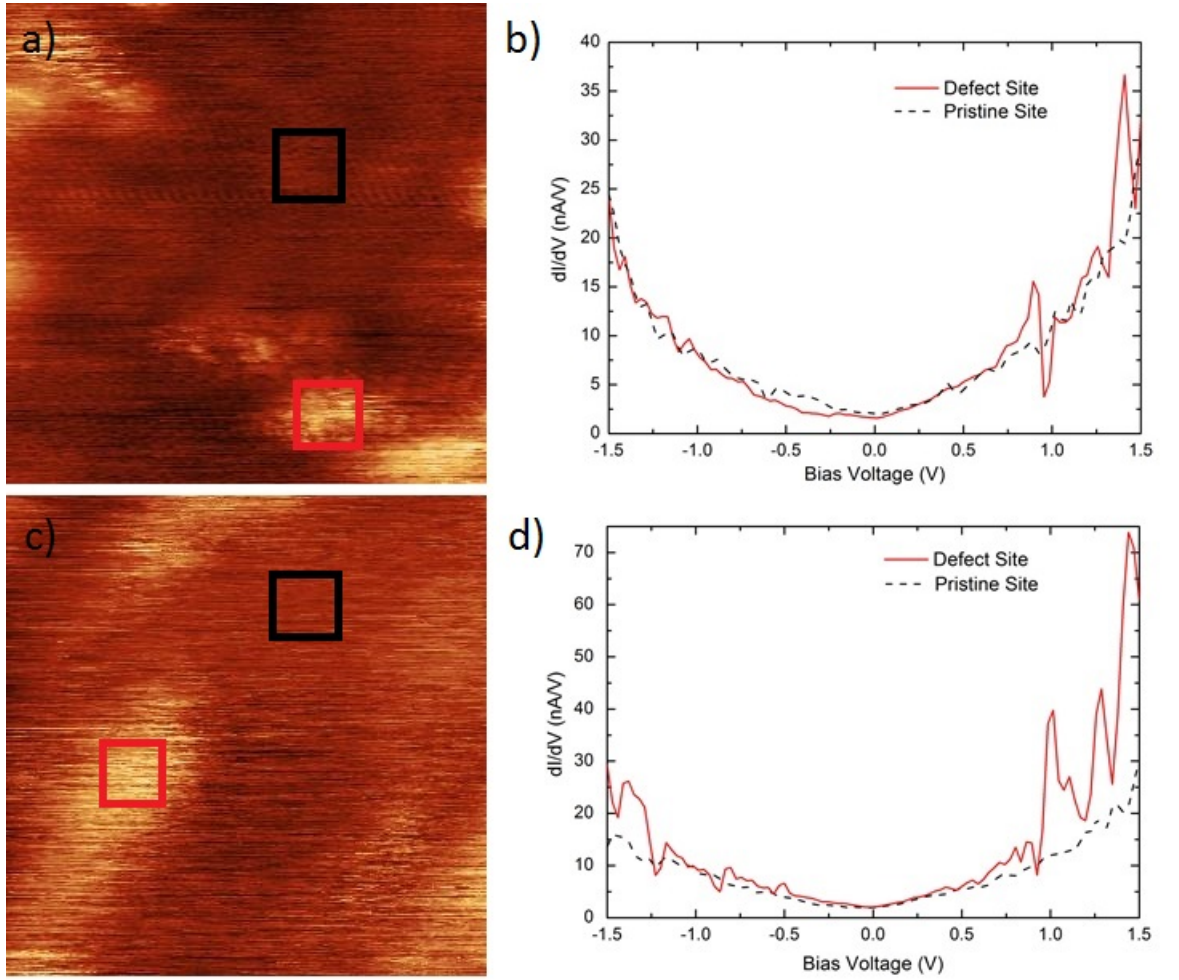 a)
b)
40
35
30
25
20
15
10
5
0
dI/dV (nA/V)
Defect Site
Pristine Site
-1.5 -1.0 -0.5 0.0 0.5 1.0 1.5
Bias Voltage (V)
c)
d)
70
60
50
40
30
20
10
0
dI/dV (nA/V)
Defect Site
Pristine Site
-1.5 -1.0 -0.5 0.0 0.5 1.0 1.5
Bias Voltage (V)